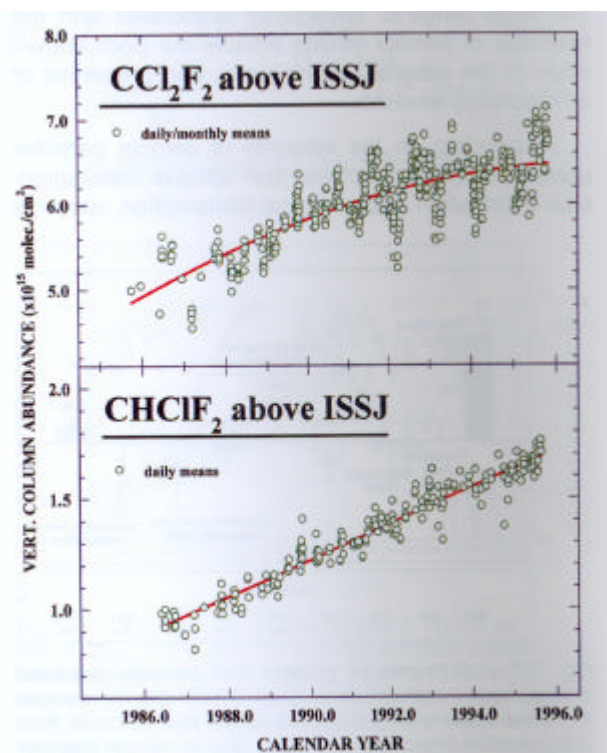 8.0
CCl₂F₂ above ISSJ
daily/monthly means
7.0
6.0
5.0
VERT. COLUMN ABUNDANCE (x10¹⁵ molec./cm²)
2.0
CHClF₂ above ISSJ
daily means
1.5
1.0
1986.0 1988.0 1990.0 1992.0 1994.0 1996.0
CALENDAR YEAR